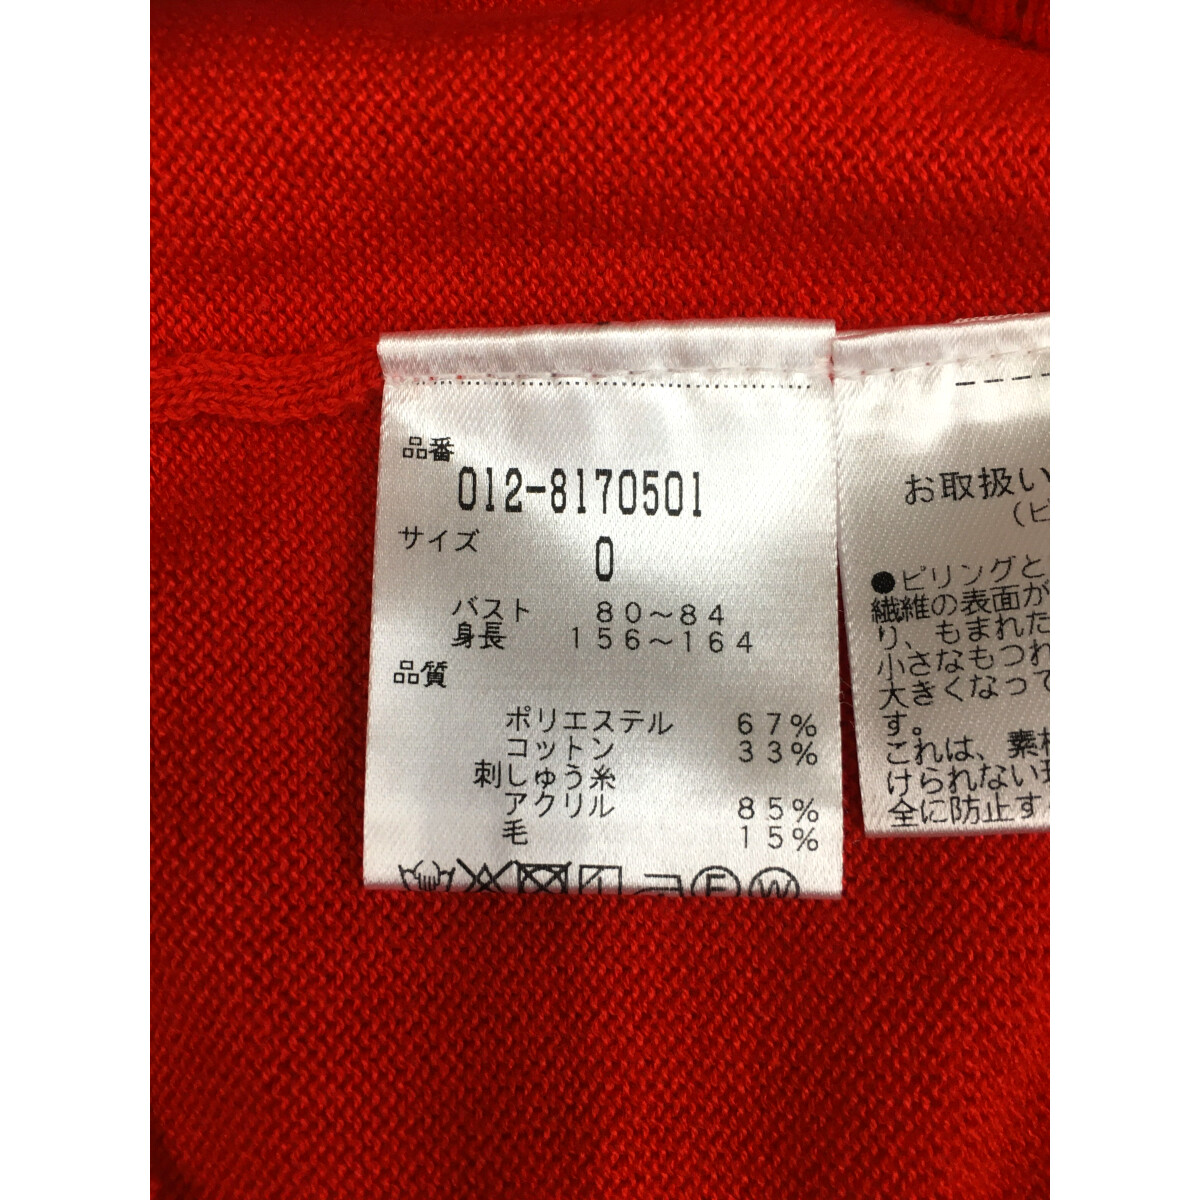 品番
012-8170501
サイズ
0
バスト 80〜84
身長 156〜164
品質
ポリエステル 67%
コットン 33%
刺しゅう糸
アクリル 85%
毛 15%
F W
お取扱い
(ピ
●ピリングと
繊維の表面が
り、もまれた
小さなもつれ
大きくなって
す。
これは、素材
けられない現
全に防止す